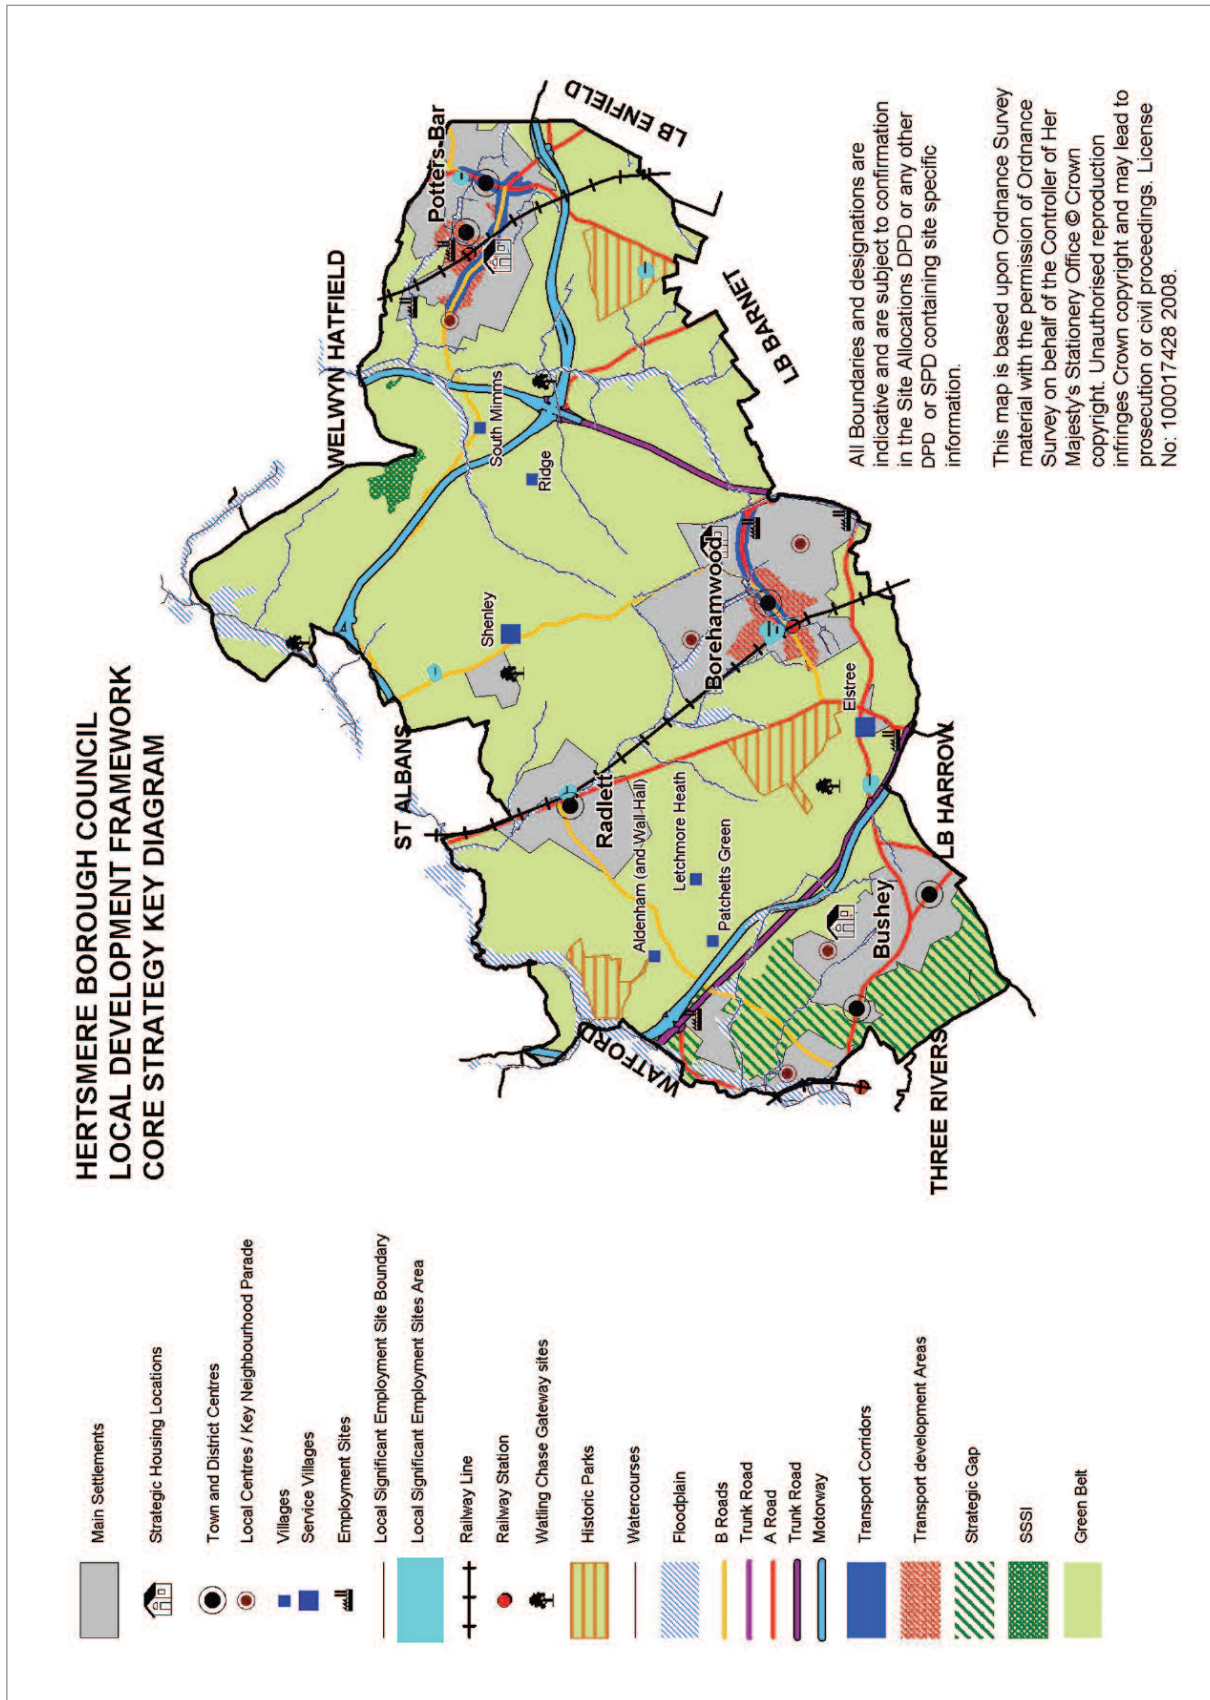 HERTSMERE BOROUGH COUNCIL
LOCAL DEVELOPMENT FRAMEWORK
CORE STRATEGY KEY DIAGRAM
WELWYN HATFIELD
ST ALBANS
WATFORD
THREE RIVERS
LB HARROW
LB BARNET
LB ENFIELD
Potters Bar
South Mimms
Ridge
Shenley
Borehamwood
Elstree
Radlett
Aldenham (and Wall-Hall)
Letchmore Heath
Patchetts Green
Bushey
All Boundaries and designations are
indicative and are subject to confirmation
in the Site Allocations DPD or any other
DPD or SPD containing site specific
information.
This map is based upon Ordnance Survey
material with the permission of Ordnance
Survey on behalf of the Controller of Her
Majesty's Stationery Office © Crown
copyright. Unauthorised reproduction
infringes Crown copyright and may lead to
prosecution or civil proceedings. License
No: 100017428 2008.
Main Settlements
Strategic Housing Locations
Town and District Centres
Local Centres / Key Neighbourhood Parade
Villages
Service Villages
Employment Sites
Local Significant Employment Site Boundary
Local Significant Employment Sites Area
Railway Line
Railway Station
Watling Chase Gateway sites
Historic Parks
Watercourses
Floodplain
B Roads
Trunk Road
A Road
Trunk Road
Motorway
Transport Corridors
Transport development Areas
Strategic Gap
SSSI
Green Belt